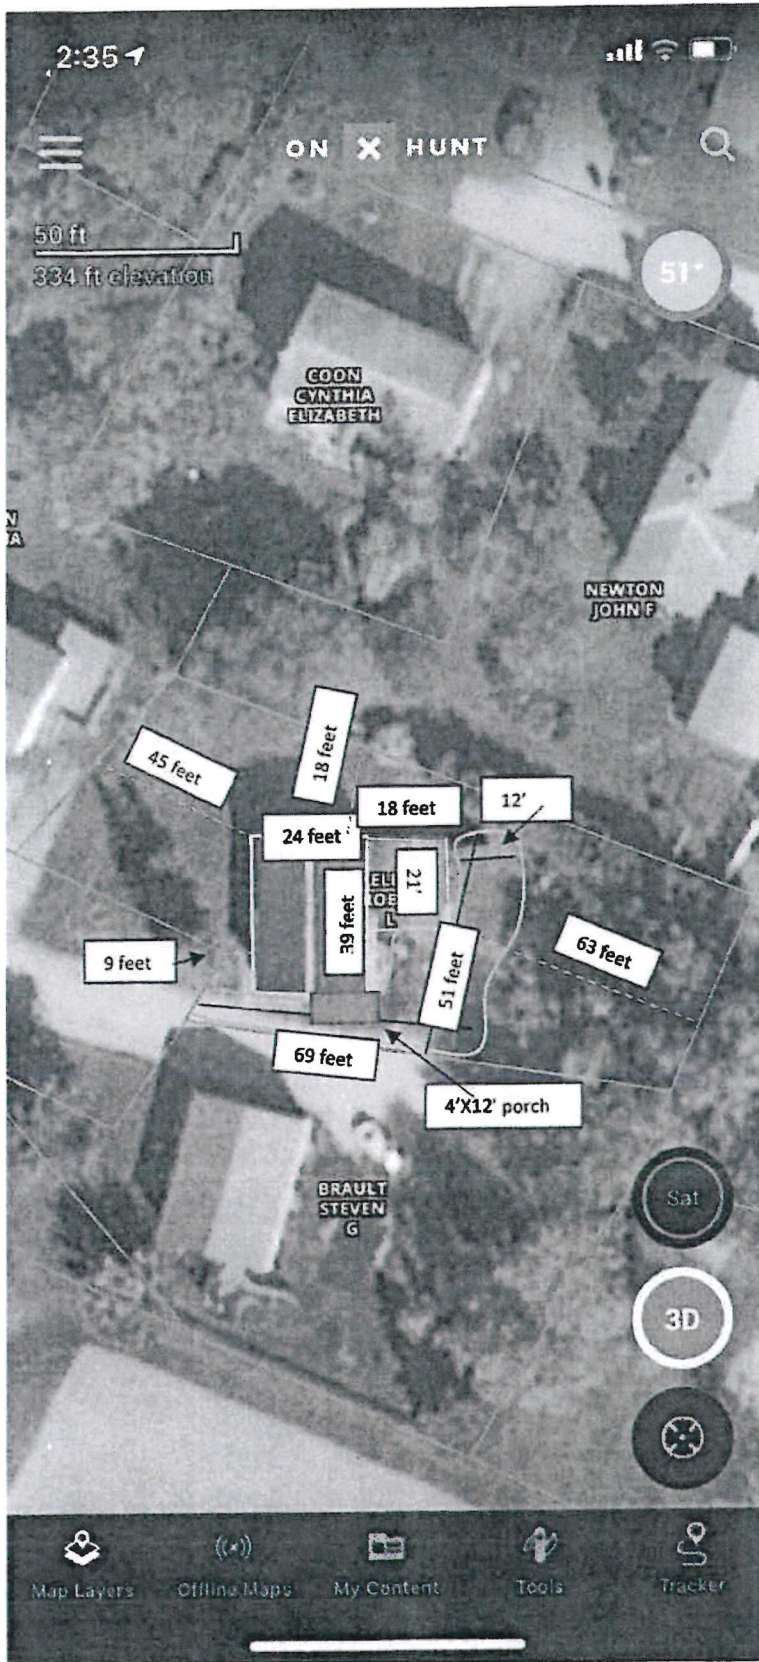 2:35
ON X HUNT
50 ft
334 ft elevation
51°
COON
CYNTHIA
ELIZABETH
N
NEWTON
JOHN F
45 feet
18 feet
18 feet
12'
24 feet
21'
39 feet
L
9 feet
51 feet
63 feet
69 feet
4'X12' porch
BRAULT
STEVEN
G
Sat
3D
Map Layers
Offline Maps
My Content
Tools
Tracker